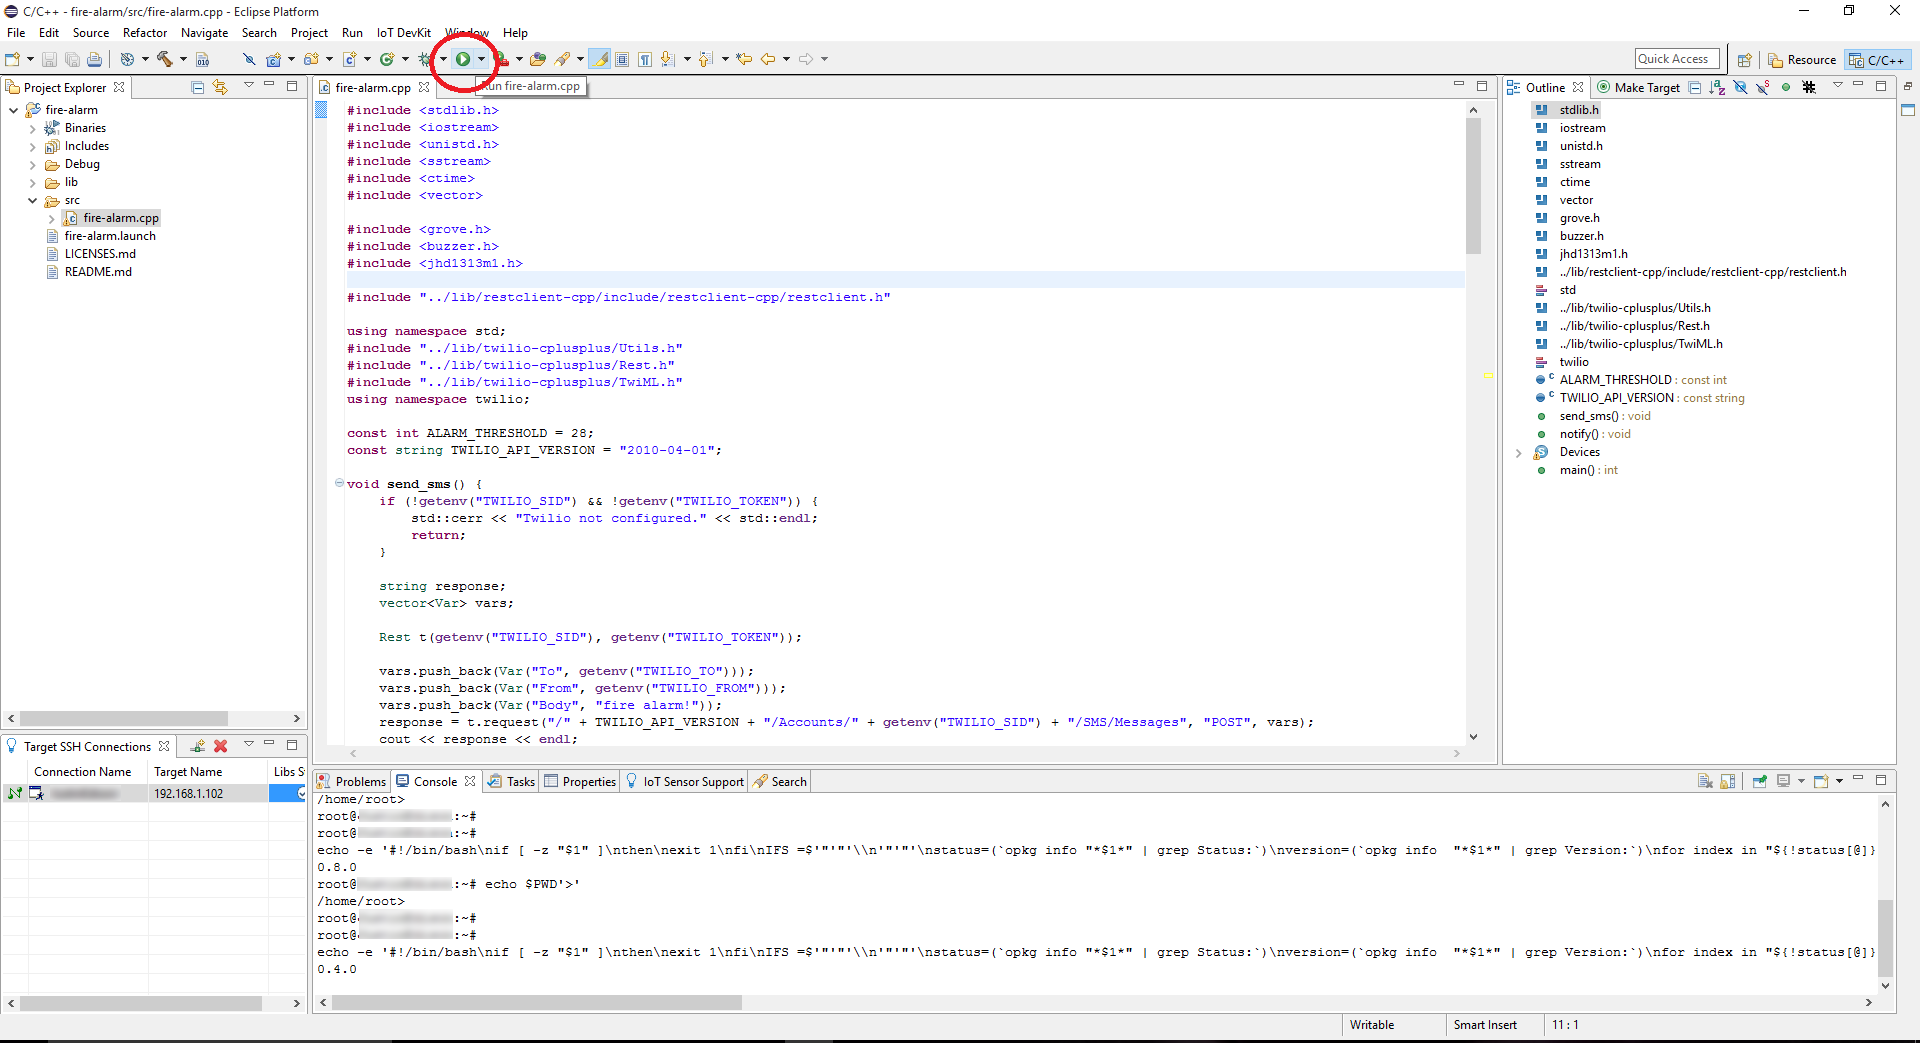 C/C++ - fire-alarm/src/fire-alarm.cpp - Eclipse Platform
File Edit Source Refactor Navigate Search Project Run IoT DevKit Window Help
Quick Access
Resource
C/C++
Run fire-alarm.cpp
Project Explorer
fire-alarm
Binaries
Includes
Debug
lib
src
fire-alarm.cpp
fire-alarm.launch
LICENSES.md
README.md
fire-alarm.cpp
#include <stdlib.h>
#include <iostream>
#include <unistd.h>
#include <sstream>
#include <ctime>
#include <vector>
#include <grove.h>
#include <buzzer.h>
#include <jhd1313m1.h>
#include "../lib/restclient-cpp/include/restclient-cpp/restclient.h"
using namespace std;
#include "../lib/twilio-cplusplus/Utils.h"
#include "../lib/twilio-cplusplus/Rest.h"
#include "../lib/twilio-cplusplus/TwiML.h"
using namespace twilio;
const int ALARM_THRESHOLD = 28;
const string TWILIO_API_VERSION = "2010-04-01";
void send_sms() {
    if (!getenv("TWILIO_SID") && !getenv("TWILIO_TOKEN")) {
        std::cerr << "Twilio not configured." << std::endl;
        return;
    }
    string response;
    vector<Var> vars;
    Rest t(getenv("TWILIO_SID"), getenv("TWILIO_TOKEN"));
    vars.push_back(Var("To", getenv("TWILIO_TO")));
    vars.push_back(Var("From", getenv("TWILIO_FROM")));
    vars.push_back(Var("Body", "fire alarm!"));
    response = t.request("/" + TWILIO_API_VERSION + "/Accounts/" + getenv("TWILIO_SID") + "/SMS/Messages", "POST", vars);
    cout << response << endl;
Outline
Make Target
stdlib.h
iostream
unistd.h
sstream
ctime
vector
grove.h
buzzer.h
jhd1313m1.h
../lib/restclient-cpp/include/restclient-cpp/restclient.h
std
../lib/twilio-cplusplus/Utils.h
../lib/twilio-cplusplus/Rest.h
../lib/twilio-cplusplus/TwiML.h
twilio
ALARM_THRESHOLD : const int
TWILIO_API_VERSION : const string
send_sms() : void
notify() : void
Devices
main() : int
Target SSH Connections
Connection Name Target Name Libs S
192.168.1.102
Problems Console Tasks Properties IoT Sensor Support Search
/home/root>
root@ :~#
root@ :~#
echo -e '#!/bin/bash\nif [ -z "$1" ]\nthen\nexit 1\nfi\nIFS =$'"'"'\\n'"'"'\nstatus=(`opkg info "*$1*" | grep Status:`)\nversion=(`opkg info  "*$1*" | grep Version:`)\nfor index in "${!status[@]}
0.8.0
root@ :~# echo $PWD'>'
/home/root>
root@ :~#
root@ :~#
echo -e '#!/bin/bash\nif [ -z "$1" ]\nthen\nexit 1\nfi\nIFS =$'"'"'\\n'"'"'\nstatus=(`opkg info "*$1*" | grep Status:`)\nversion=(`opkg info  "*$1*" | grep Version:`)\nfor index in "${!status[@]}
0.4.0
Writable Smart Insert 11 : 1